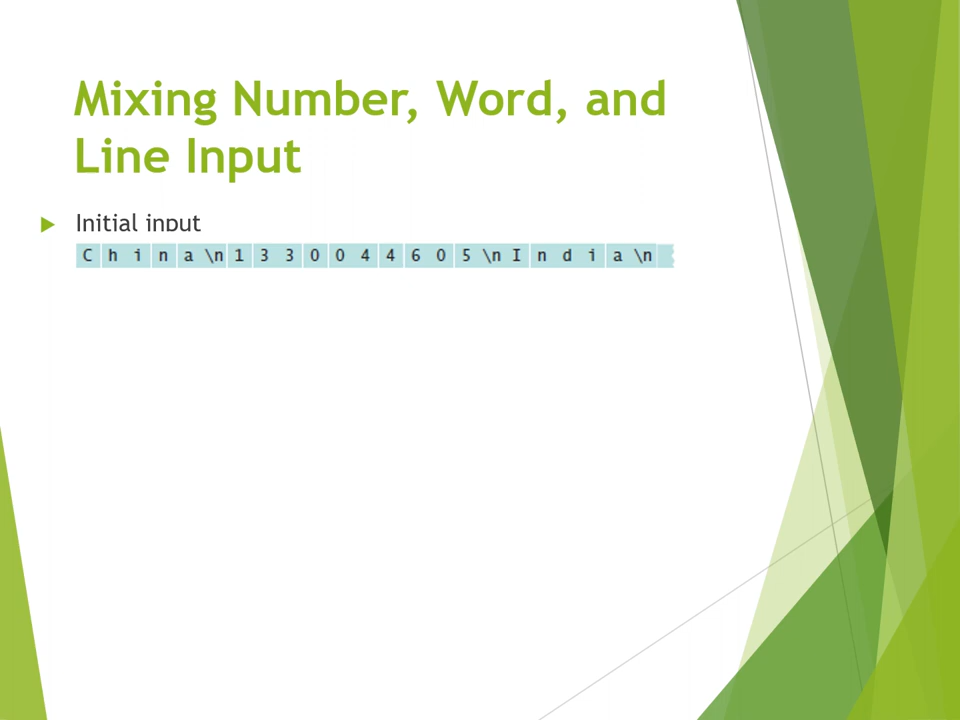 Mixing Number, Word, and
Line Input
Initial input
C h i n a \n 1 3 3 0 0 4 4 6 0 5 \n I n d i a \n